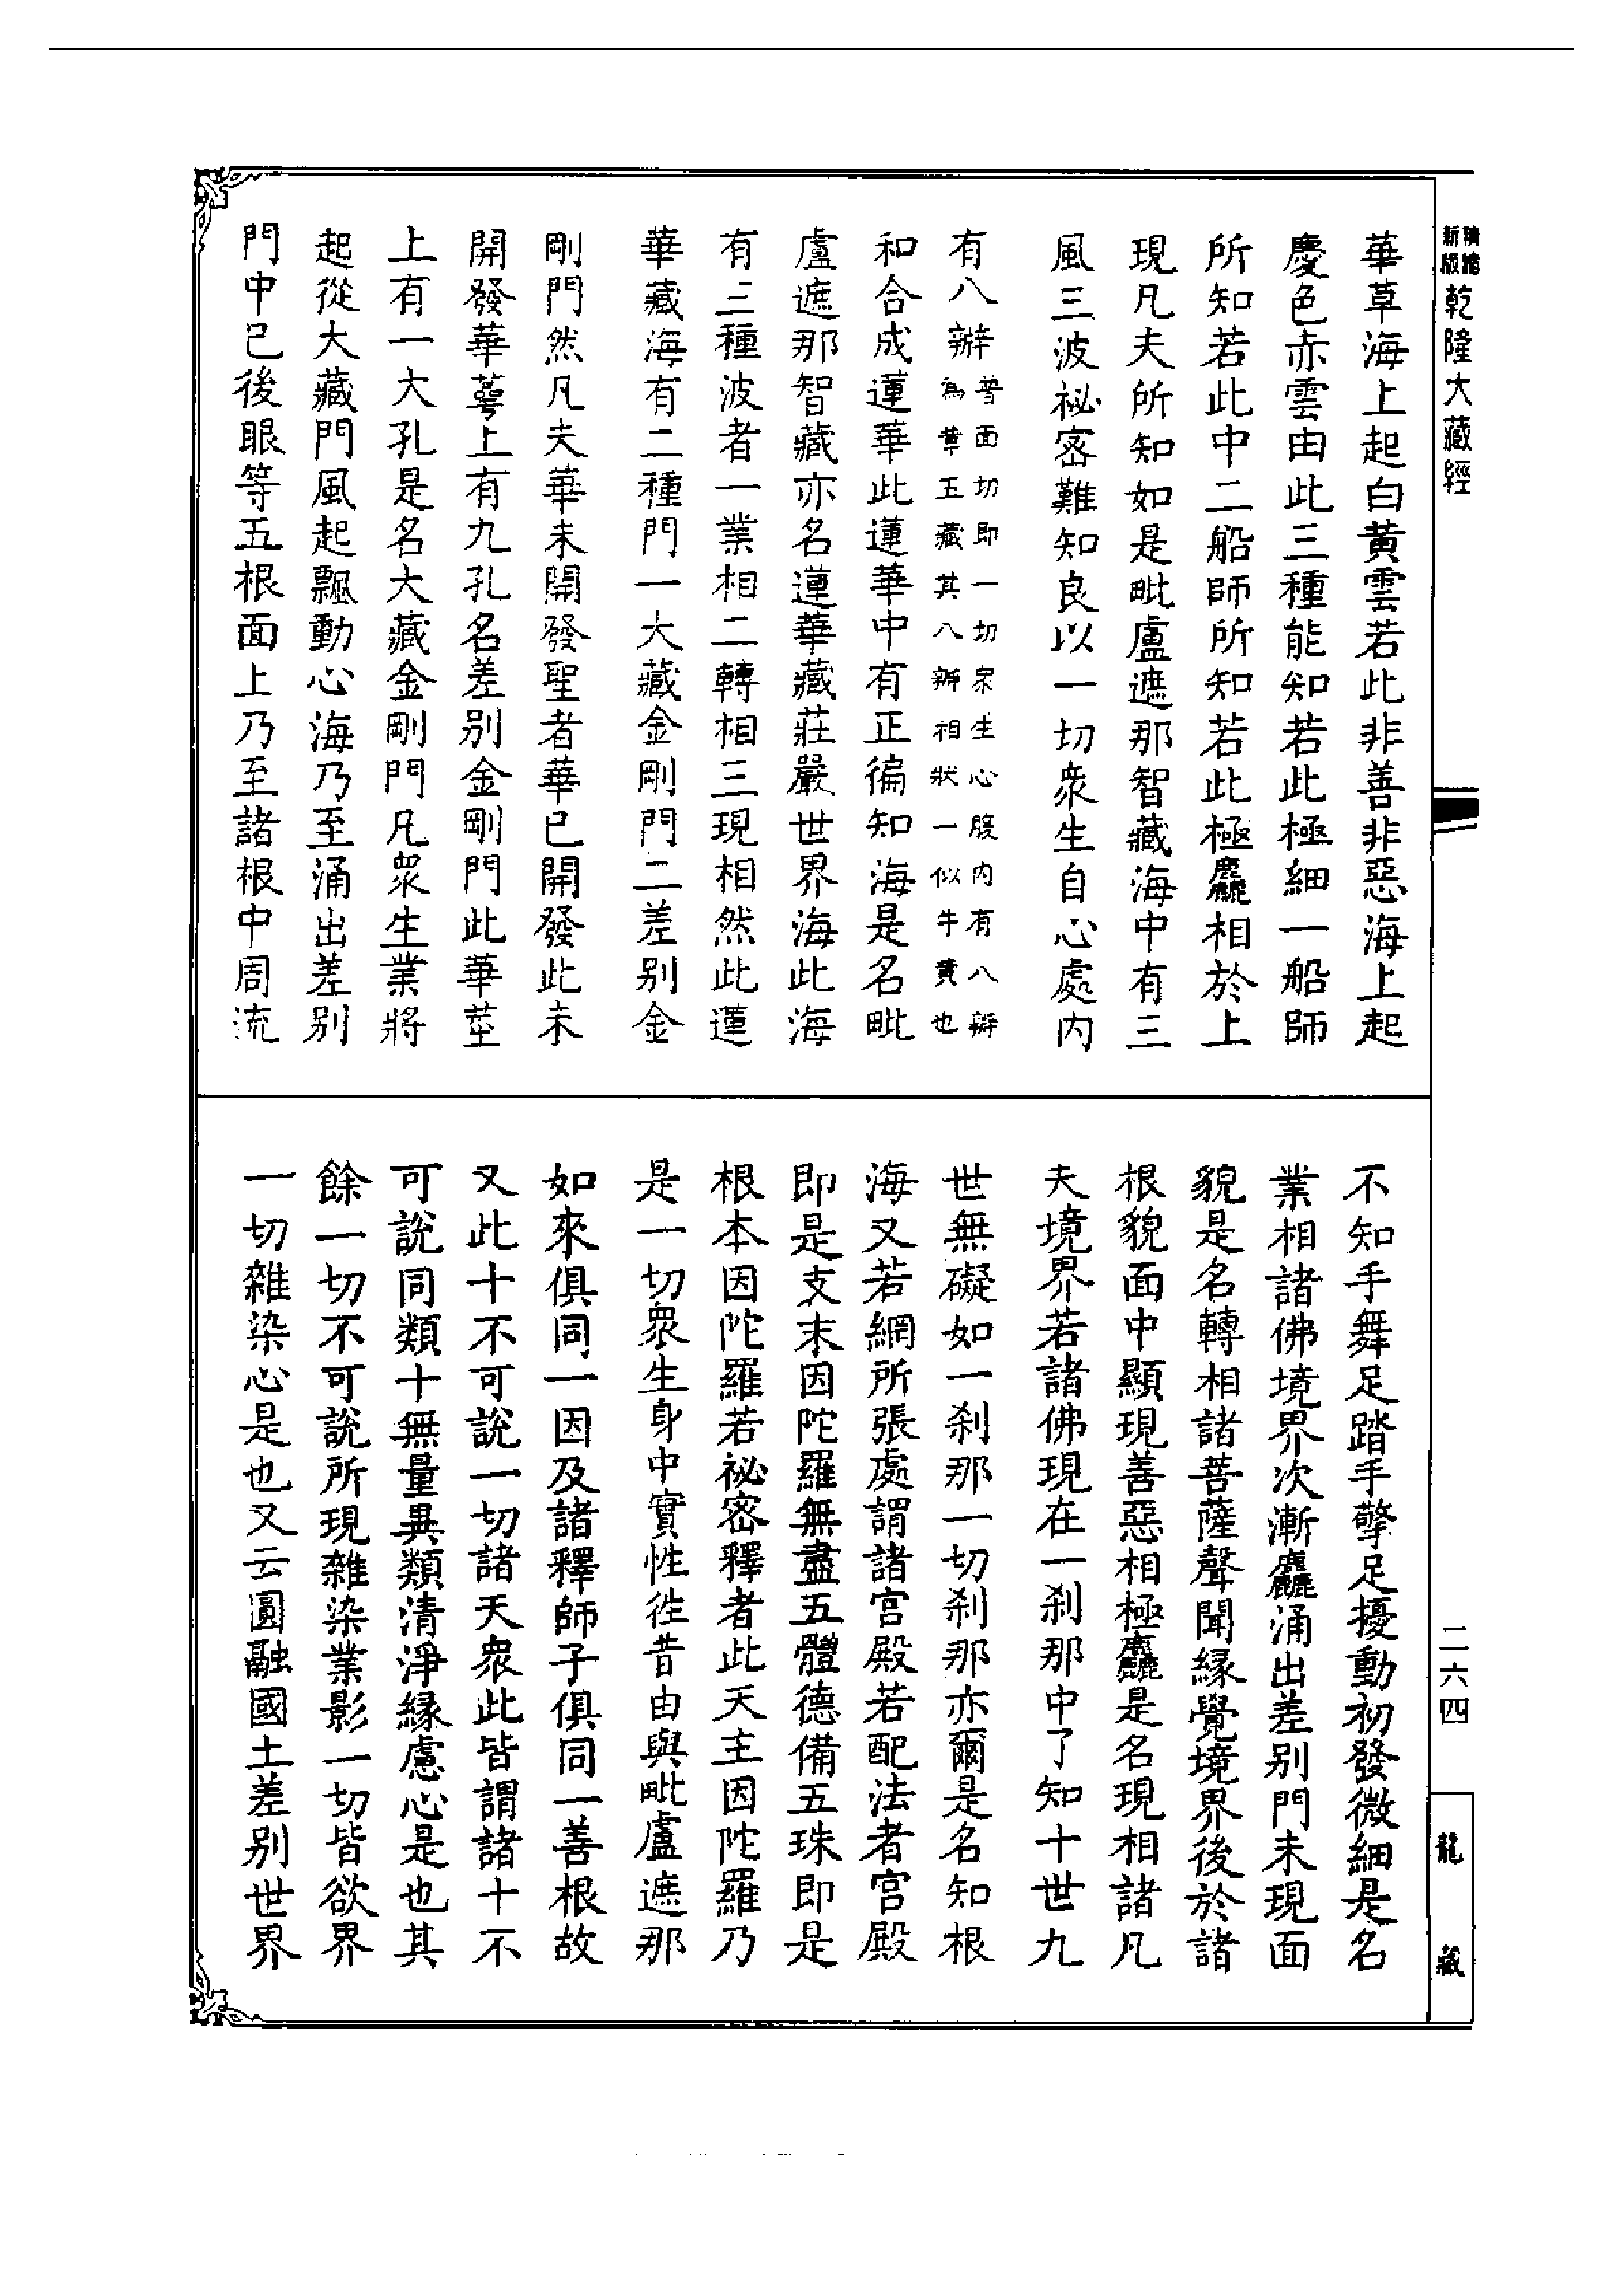 精縮新版乾隆大藏經
華草海上起白黃雲若此非善非惡海上起
慶色赤雲由此三種能知若此極細一船師
所知若此中二船師所知若此極麤相於上
現凡夫所知如是毗盧遮那智藏海中有三
風三波祕密難知良以一切衆生自心處内
有八辦普面切即一切衆生心腹内有八辦
為華五藏其八辦相狀一似牛黃也
和合成蓮華此蓮華中有正徧知海是名毗
盧遮那智藏亦名蓮華藏莊嚴世界海此海
有三種波者一業相二轉相三現相然此蓮
華藏海有二種門一大藏金剛門二差别金
剛門然凡夫華未開發聖者華已開發此未
開發華蕚上有九孔名差别金剛門此華莖
上有一大孔是名大藏金剛門凡衆生業將
起從大藏門風起飄動心海乃至涌出差别
門中已後眼等五根面上乃至諸根中周流
不知手舞足踏手擎足擾動初發微細是名
業相諸佛境界次漸麤涌出差别門未現面
貌是名轉相諸菩薩聲聞緣覺境界後於諸
根貌面中顯現善惡相極麤是名現相諸凡
夫境界若諸佛現在一刹那中了知十世九
世無礙如一刹那一切刹那亦爾是名知根
海又若網所張處謂諸宫殿若配法者宫殿
即是支末因陀羅無盡五體德備五珠即是
根本因陀羅若祕密釋者此天主因陀羅乃
是一切衆生身中實性徃昔由與毗盧遮那
如來俱同一因及諸釋師子俱同一善根故
又此十不可說一切諸天衆此皆謂諸十不
可說同類十無量異類清淨緣慮心是也其
餘一切不可說所現雜染業影一切皆欲界
一切雜染心是也又云圓融國土差别世界
二六四
龍藏